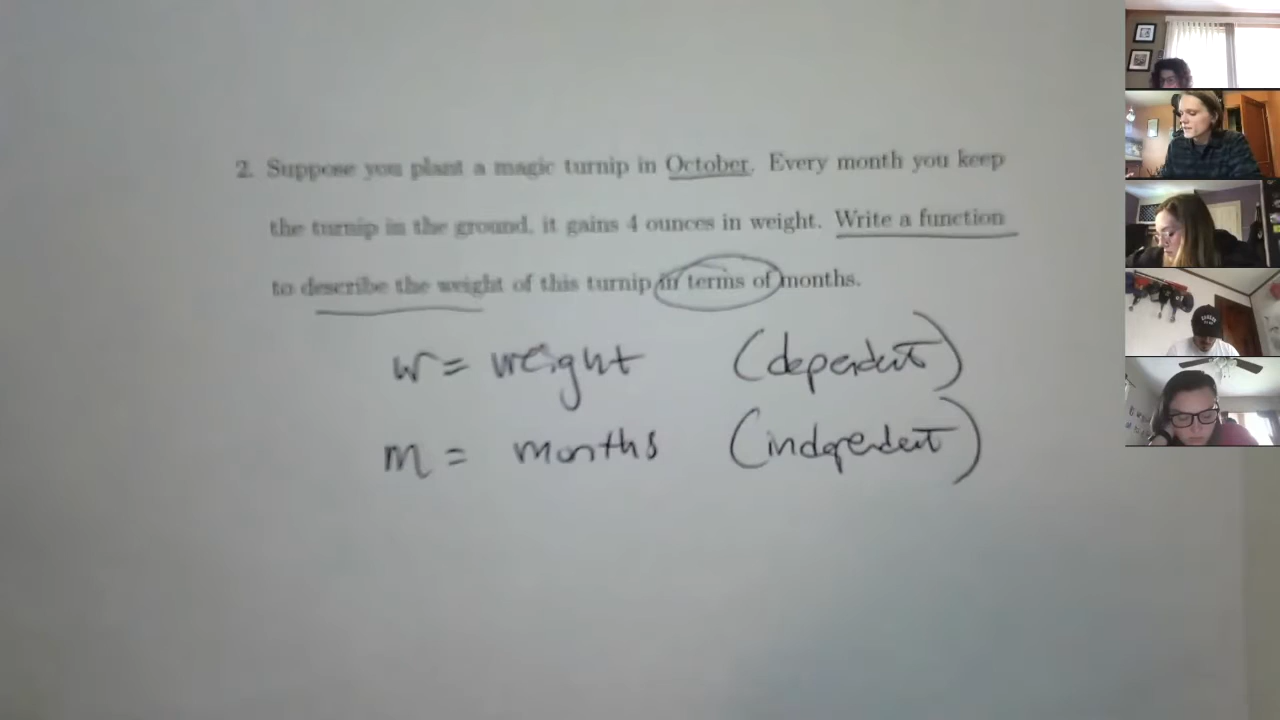 2. Suppose you plant a magic turnip in October. Every month you keep
the turnip in the ground, it gains 4 ounces in weight. Write a function
to describe the weight of this turnip in terms of months.
w = weight (dependent)
m = months (independent)